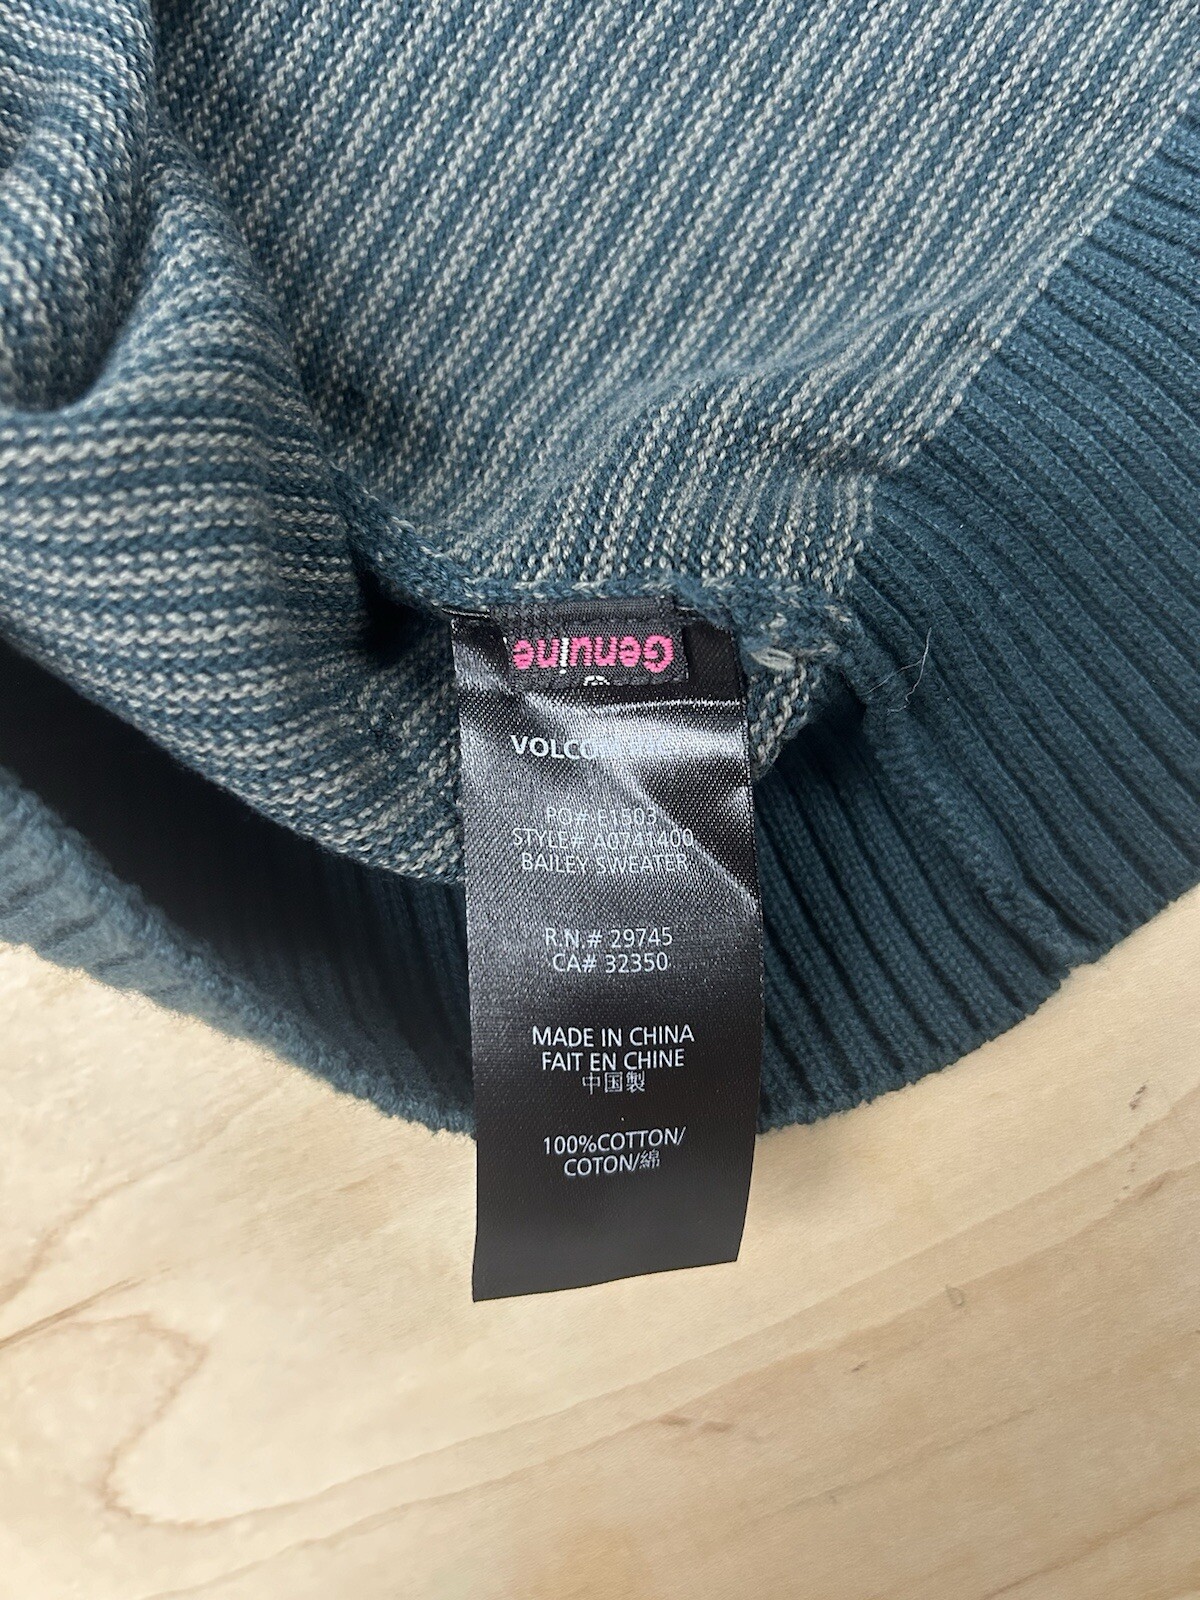 Genuine
VOLCOM
PO# E1503
STYLE# A0741400
BAILEY SWEATER
R.N.# 29745
CA# 32350
MADE IN CHINA
FAIT EN CHINE
中国製
100%COTTON/
COTON/綿